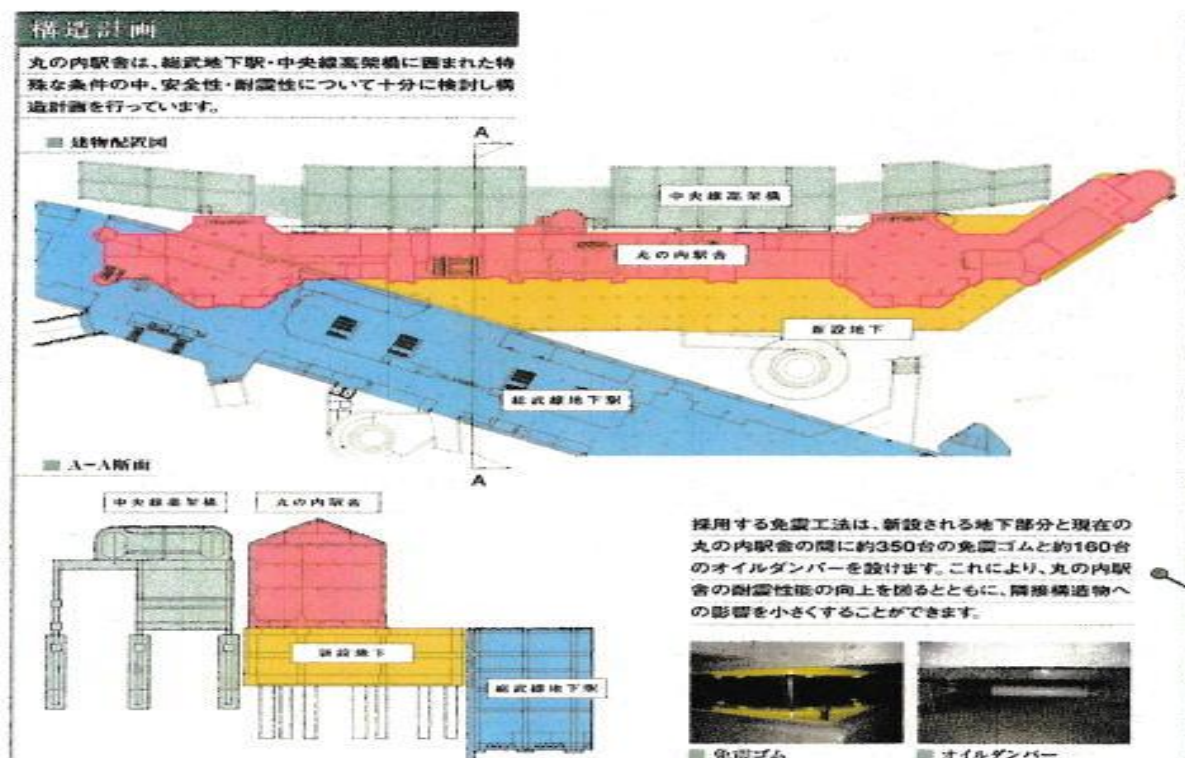 構造計画
丸の内駅舎は、総武地下駅・中央線高架橋に囲まれた特
殊な条件の中、安全性・耐震性について十分に検討し構
造計画を行っています。
建物配置図
A
中央線高架橋
丸の内駅舎
新設地下
総武線地下駅
A
A-A断面
中央線高架橋
丸の内駅舎
新設地下
総武線地下駅
採用する免震工法は、新設される地下部分と現在の
丸の内駅舎の間に約350台の免震ゴムと約160台
のオイルダンパーを設けます。これにより、丸の内駅
舎の耐震性能の向上を図るとともに、隣接構造物へ
の影響を小さくすることができます。
免震ゴム
オイルダンパー